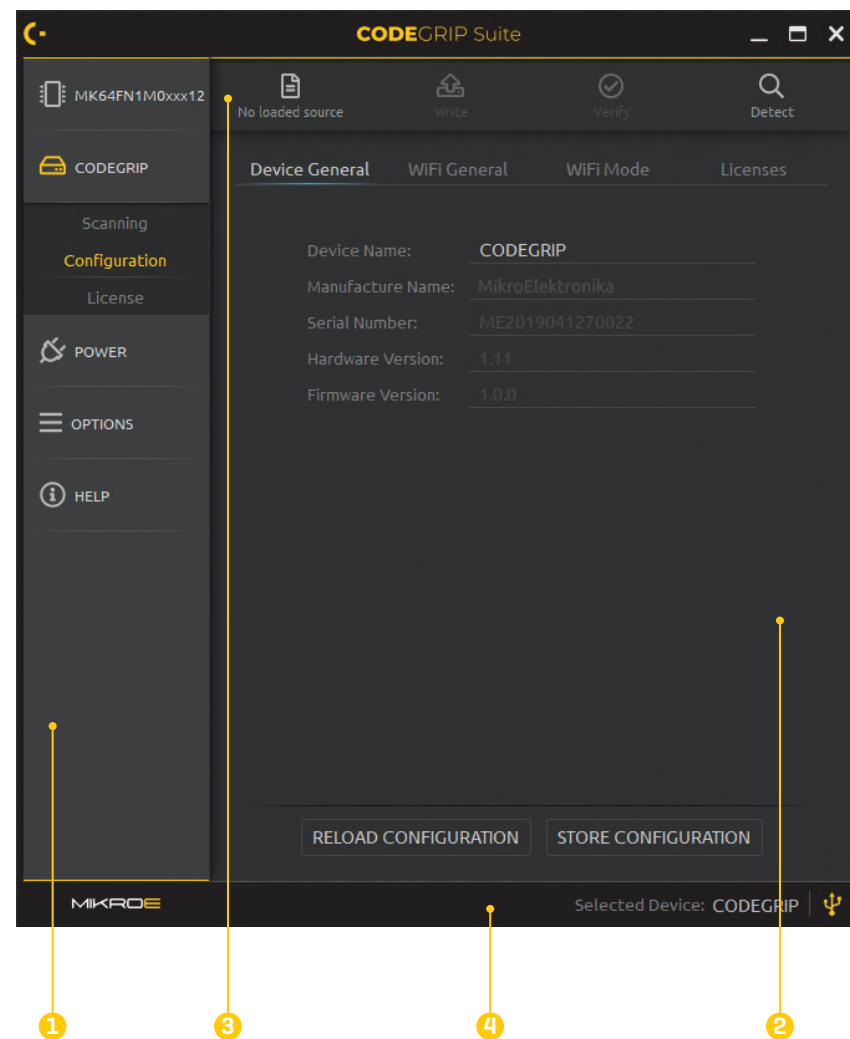 CODEGRIP Suite
MK64FN1M0xxx12
No loaded source
Write
Verify
Detect
CODEGRIP
Scanning
Configuration
License
POWER
OPTIONS
HELP
Device General
WiFi General
WiFi Mode
Licenses
Device Name: CODEGRIP
Manufacture Name: MikroElektronika
Serial Number: ME2019041270022
Hardware Version: 1.11
Firmware Version: 1.0.0
RELOAD CONFIGURATION
STORE CONFIGURATION
MIKROE
Selected Device: CODEGRIP
1
3
4
2